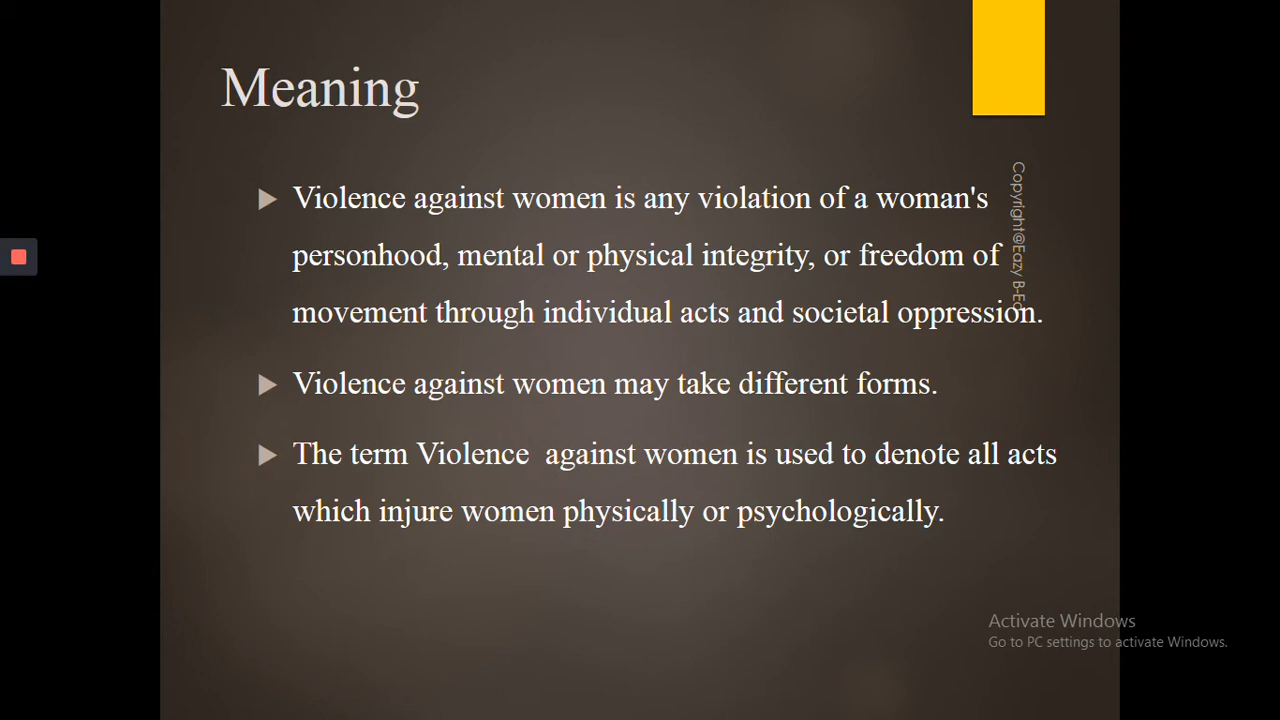 Meaning
Violence against women is any violation of a woman's
personhood, mental or physical integrity, or freedom of
movement through individual acts and societal oppression.
Violence against women may take different forms.
The term Violence  against women is used to denote all acts
which injure women physically or psychologically.
Copyright@Eazy B-Ed
Activate Windows
Go to PC settings to activate Windows.